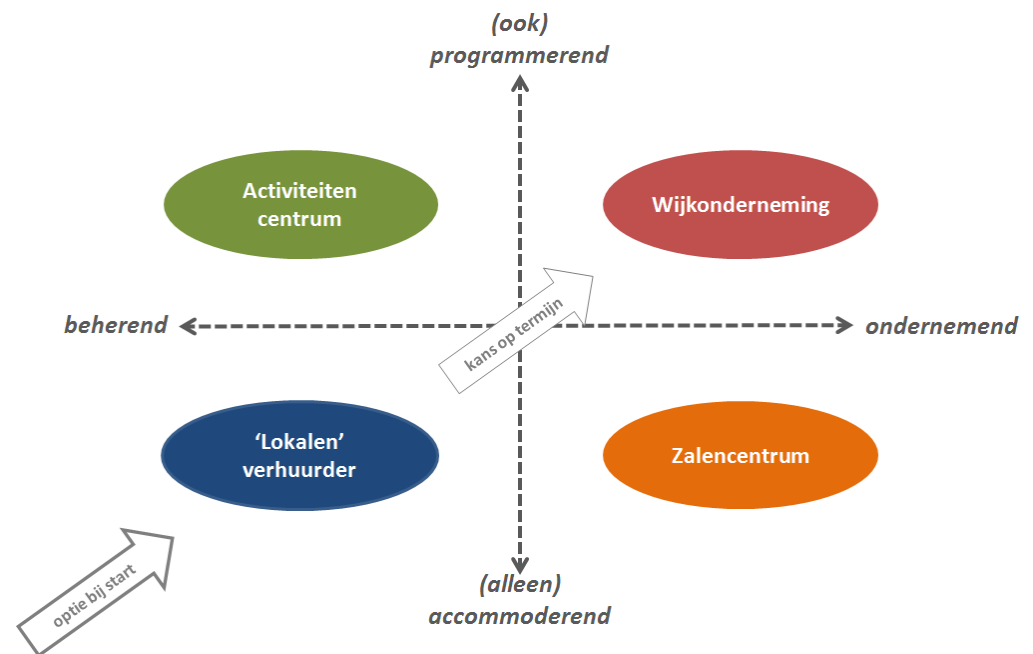 (ook)
programmerend
Activiteiten
centrum
Wijkonderneming
kans op termijn
beherend
ondernemend
‘Lokalen’
verhuurder
Zalencentrum
optie bij start
(alleen)
accommoderend